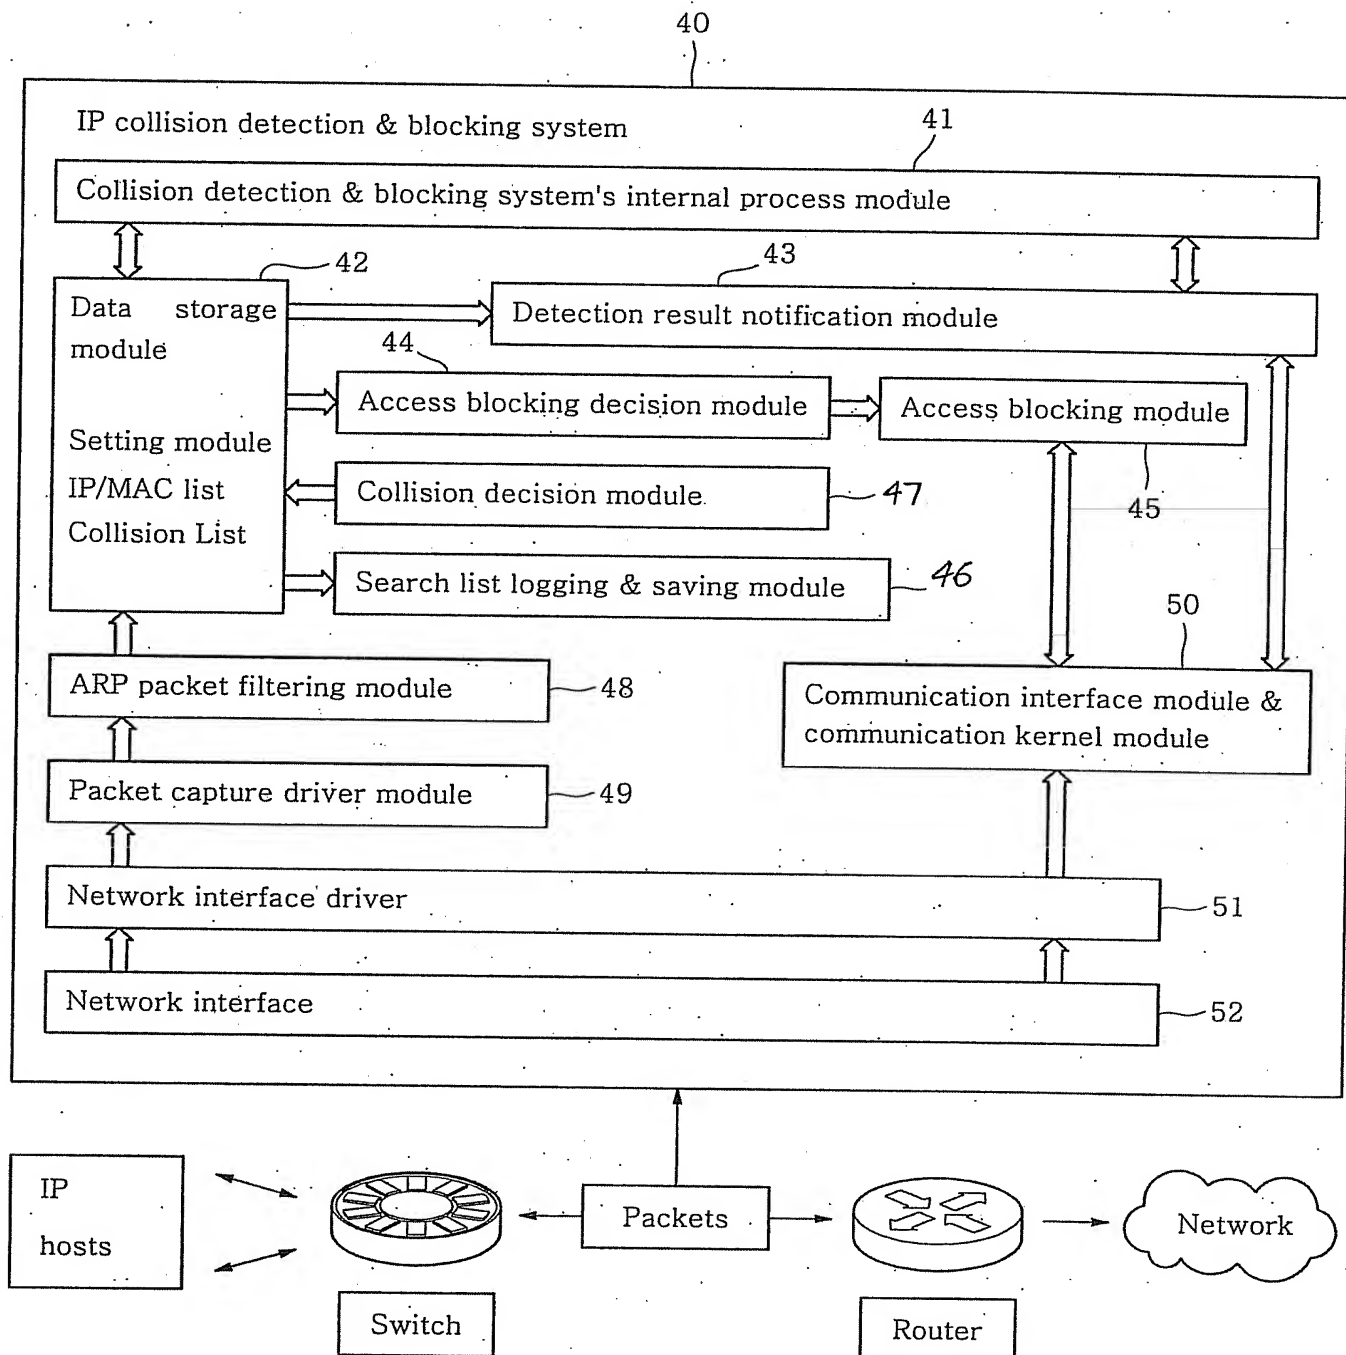 40
IP collision detection & blocking system
41
Collision detection & blocking system's internal process module
42
43
Data storage
module
Detection result notification module
44
Access blocking decision module
Access blocking module
Setting module
IP/MAC list
Collision List
Collision decision module
47
45
Search list logging & saving module
46
50
ARP packet filtering module
48
Communication interface module &
communication kernel module
Packet capture driver module
49
Network interface driver
51
Network interface
52
IP
hosts
Packets
Network
Switch
Router